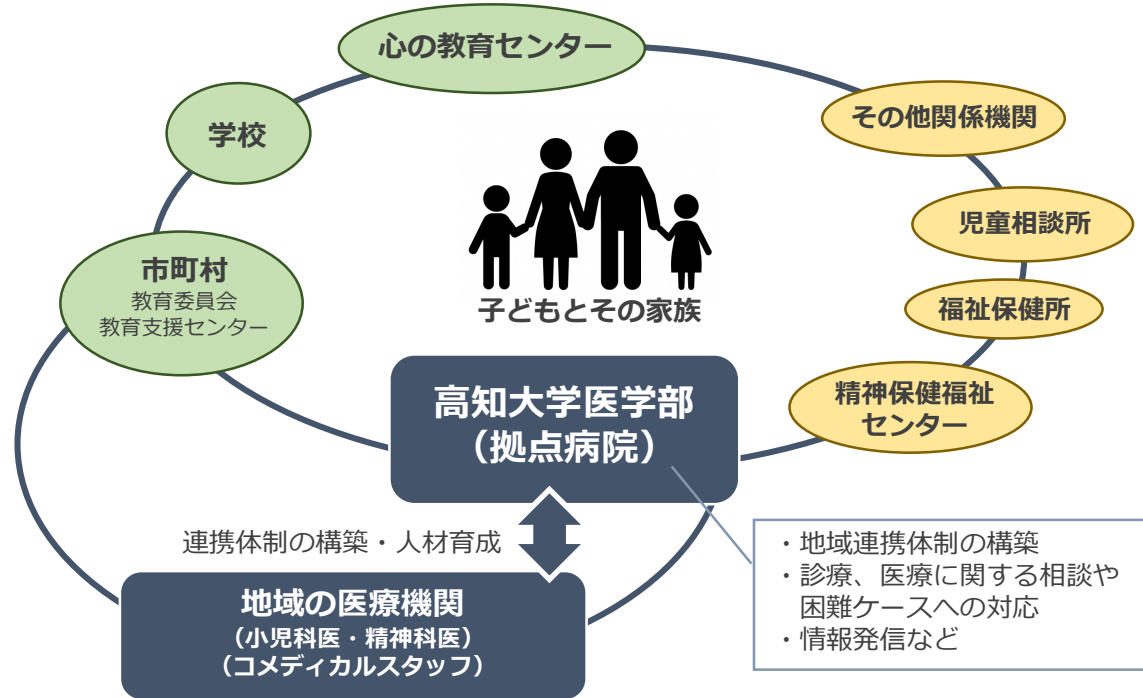 心の教育センター
学校
その他関係機関
児童相談所
市町村
教育委員会
教育支援センター
子どもとその家族
福祉保健所
精神保健福祉
センター
高知大学医学部
（拠点病院）
連携体制の構築・人材育成
・地域連携体制の構築
・診療、医療に関する相談や
困難ケースへの対応
・情報発信など
地域の医療機関
（小児科医・精神科医）
（コメディカルスタッフ）